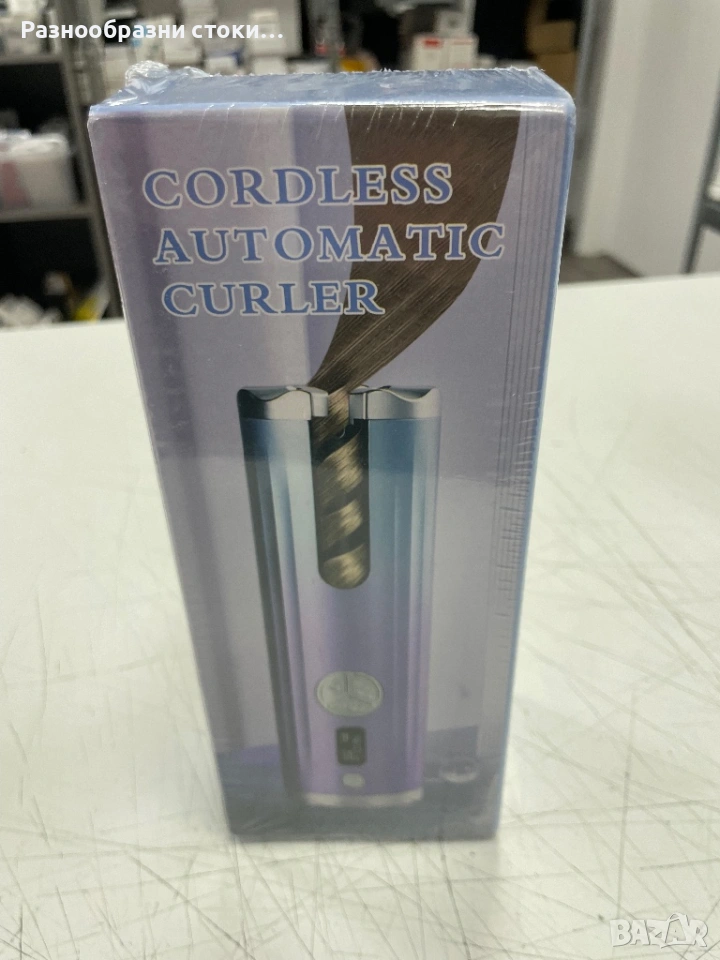 Разнообразни стоки...
CORDLESS
AUTOMATIC
CURLER
BAZAR